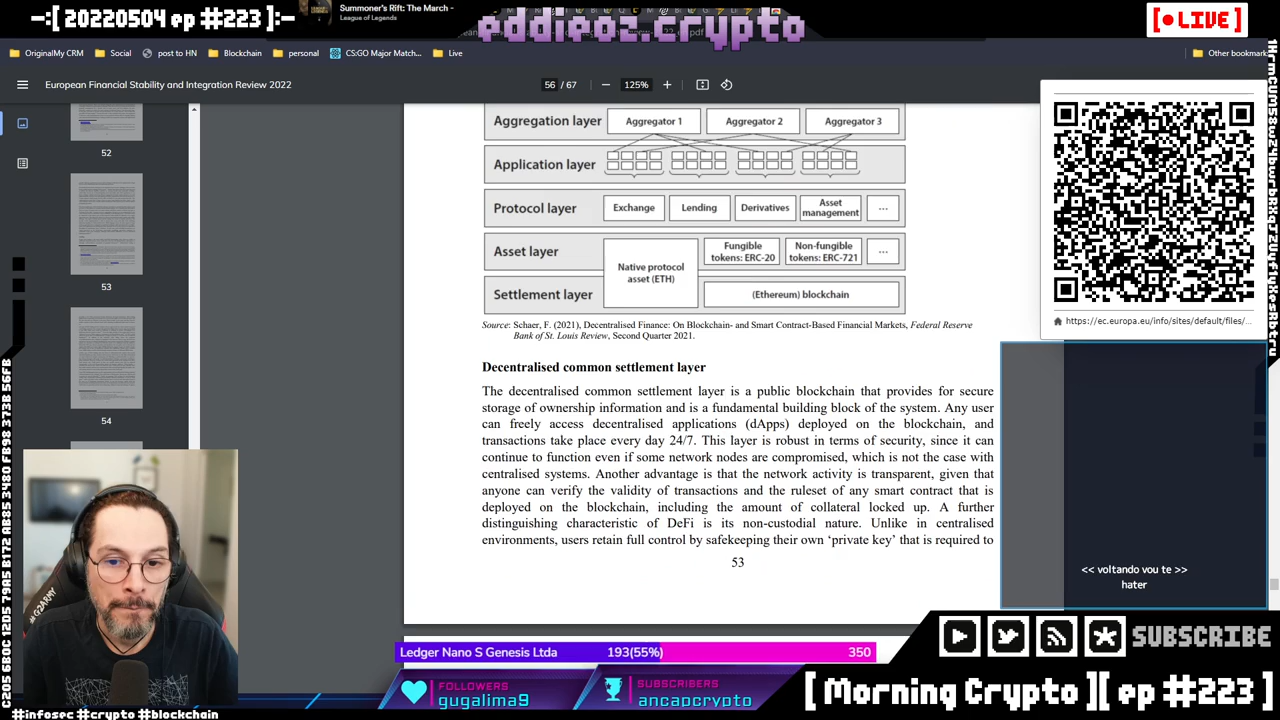 -:[ 20220504 ep #223 ]:-
Summoner's Rift: The March -
League of Legends
addie02.crypto
[ LIVE ]
OriginalMy CRM
Social
post to HN
Blockchain
personal
CS:GO Major Match...
Live
Other bookmark
European Financial Stability and Integration Review 2022
56 / 67
125%
52
53
54
Aggregation layer
Aggregator 1
Aggregator 2
Aggregator 3
Application layer
Protocol layer
Exchange
Lending
Derivatives
Asset
management
...
Asset layer
Native protocol
asset (ETH)
Fungible
tokens: ERC-20
Non-fungible
tokens: ERC-721
...
Settlement layer
(Ethereum) blockchain
Source: Schaer, F. (2021), Decentralised Finance: On Blockchain- and Smart Contract-Based Financial Markets, Federal Reserve
Bank of St. Louis Review, Second Quarter 2021.
Decentralised common settlement layer
The decentralised common settlement layer is a public blockchain that provides for secure
storage of ownership information and is a fundamental building block of the system. Any user
can freely access decentralised applications (dApps) deployed on the blockchain, and
transactions take place every day 24/7. This layer is robust in terms of security, since it can
continue to function even if some network nodes are compromised, which is not the case with
centralised systems. Another advantage is that the network activity is transparent, given that
anyone can verify the validity of transactions and the ruleset of any smart contract that is
deployed on the blockchain, including the amount of collateral locked up. A further
distinguishing characteristic of DeFi is its non-custodial nature. Unlike in centralised
environments, users retain full control by safekeeping their own ‘private key’ that is required to
53
https://ec.europa.eu/info/sites/default/files/...
<< voltando vou te >>
hater
Ledger Nano S Genesis Ltda
193(55%)
350
FOLLOWERS
gugalima9
SUBSCRIBERS
ancapcrypto
SUBSCRIBE
[ Morning Crypto ][ ep #223 ]
infosec #crypto #blockchain